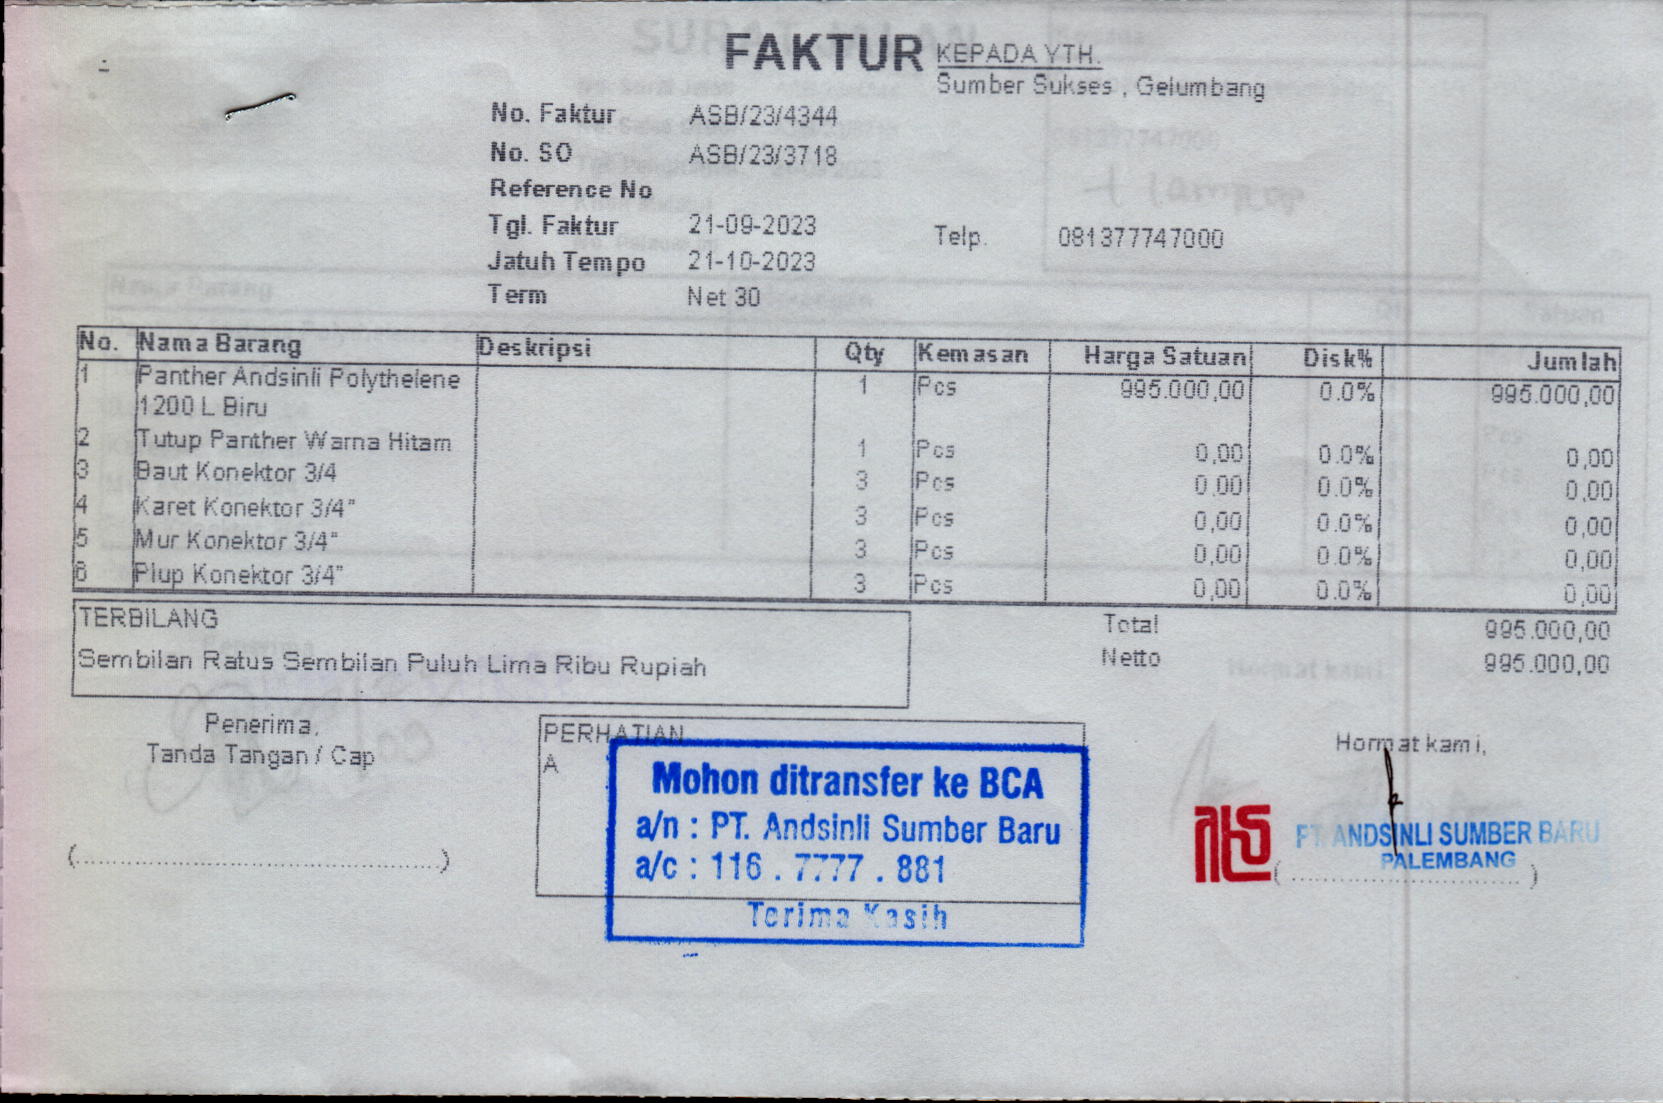 FAKTUR
KEPADA YTH.
Sumber Sukses , Gelumbang
No. Faktur ASB/23/4344
No. SO ASB/23/3718
Reference No
Tgl. Faktur 21-09-2023
Telp. 081377747000
Jatuh Tempo 21-10-2023
Term Net 30
No. Nama Barang Deskripsi Qty Kemasan Harga Satuan Disk% Jumlah
1 Panther Andsinli Polythelene 1 Pcs 995.000,00 0.0% 995.000,00
1200 L Biru
2 Tutup Panther Warna Hitam 1 Pcs 0,00 0.0% 0,00
3 Baut Konektor 3/4 3 Pcs 0,00 0.0% 0,00
4 Karet Konektor 3/4" 3 Pcs 0,00 0.0% 0,00
5 Mur Konektor 3/4" 3 Pcs 0,00 0.0% 0,00
6 Plup Konektor 3/4" 3 Pcs 0,00 0.0% 0,00
TERBILANG
Sembilan Ratus Sembilan Puluh Lima Ribu Rupiah
Total 995.000,00
Netto 995.000,00
Penerima,
Tanda Tangan / Cap
(........................................)
PERHATIAN
A
Mohon ditransfer ke BCA
a/n : PT. Andsinli Sumber Baru
a/c : 116 . 7777 . 881
Terima Kasih
Hormat kami,
PT ANDSINLI SUMBER BARU
PALEMBANG
(........................................)